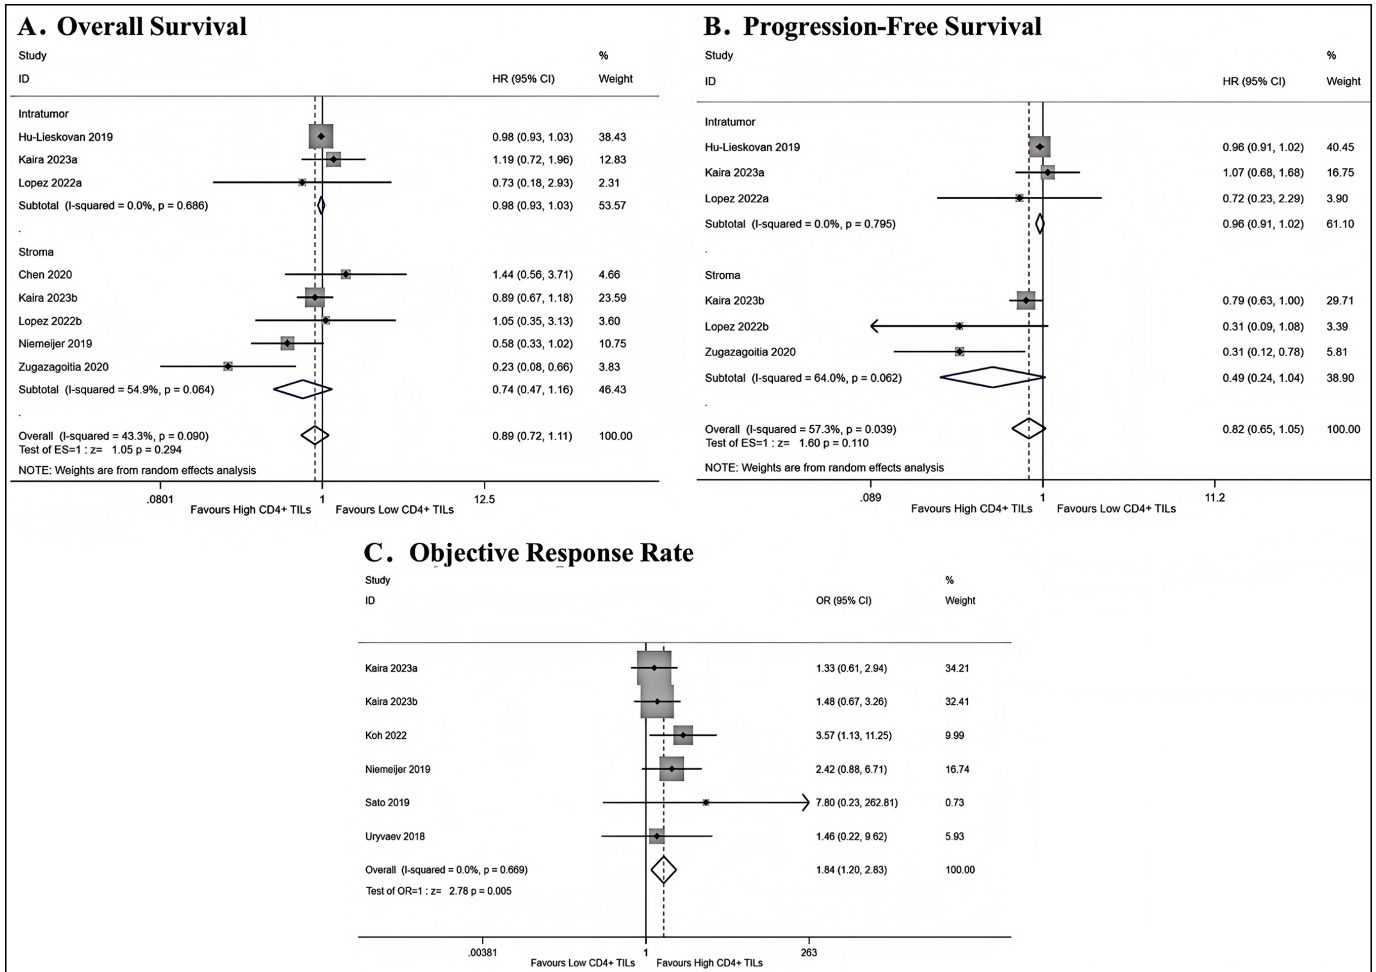 A. Overall Survival
Study %
ID HR (95% CI) Weight
Intratumor
Hu-Lieskovan 2019 0.98 (0.93, 1.03) 38.43
Kaira 2023a 1.19 (0.72, 1.96) 12.83
Lopez 2022a 0.73 (0.18, 2.93) 2.31
Subtotal (I-squared = 0.0%, p = 0.686) 0.98 (0.93, 1.03) 53.57
.
Stroma
Chen 2020 1.44 (0.56, 3.71) 4.66
Kaira 2023b 0.89 (0.67, 1.18) 23.59
Lopez 2022b 1.05 (0.35, 3.13) 3.60
Niemeijer 2019 0.58 (0.33, 1.02) 10.75
Zugazagoitia 2020 0.23 (0.08, 0.66) 3.83
Subtotal (I-squared = 54.9%, p = 0.064) 0.74 (0.47, 1.16) 46.43
.
Overall (I-squared = 43.3%, p = 0.090) 0.89 (0.72, 1.11) 100.00
Test of ES=1 : z= 1.05 p = 0.294
NOTE: Weights are from random effects analysis
.0801 1 12.5
Favours High CD4+ TILs Favours Low CD4+ TILs
B. Progression-Free Survival
Study %
ID HR (95% CI) Weight
Intratumor
Hu-Lieskovan 2019 0.96 (0.91, 1.02) 40.45
Kaira 2023a 1.07 (0.68, 1.68) 16.75
Lopez 2022a 0.72 (0.23, 2.29) 3.90
Subtotal (I-squared = 0.0%, p = 0.795) 0.96 (0.91, 1.02) 61.10
.
Stroma
Kaira 2023b 0.79 (0.63, 1.00) 29.71
Lopez 2022b 0.31 (0.09, 1.08) 3.39
Zugazagoitia 2020 0.31 (0.12, 0.78) 5.81
Subtotal (I-squared = 64.0%, p = 0.062) 0.49 (0.24, 1.04) 38.90
.
Overall (I-squared = 57.3%, p = 0.039) 0.82 (0.65, 1.05) 100.00
Test of ES=1 : z= 1.60 p = 0.110
NOTE: Weights are from random effects analysis
.089 1 11.2
Favours High CD4+ TILs Favours Low CD4+ TILs
C. Objective Response Rate
Study %
ID OR (95% CI) Weight
Kaira 2023a 1.33 (0.61, 2.94) 34.21
Kaira 2023b 1.48 (0.67, 3.26) 32.41
Koh 2022 3.57 (1.13, 11.25) 9.99
Niemeijer 2019 2.42 (0.88, 6.71) 16.74
Sato 2019 7.80 (0.23, 262.81) 0.73
Uryvaev 2018 1.46 (0.22, 9.62) 5.93
Overall (I-squared = 0.0%, p = 0.669) 1.84 (1.20, 2.83) 100.00
Test of OR=1 : z= 2.78 p = 0.005
.00381 1 263
Favours Low CD4+ TILs Favours High CD4+ TILs